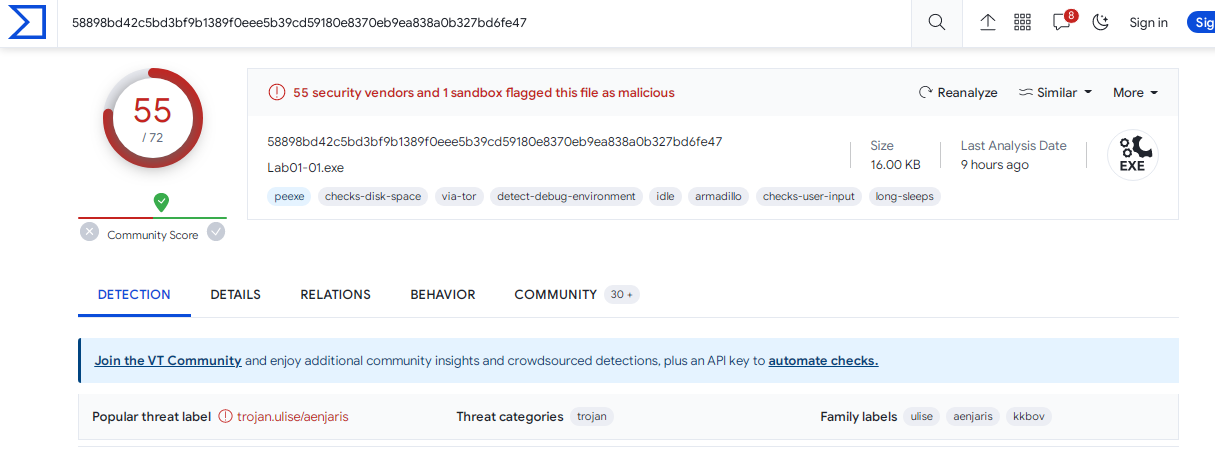 58898bd42c5bd3bf9b1389f0eee5b39cd59180e8370eb9ea838a0b327bd6fe47
8
Sign in
Sig
55
/ 72
Community Score
55 security vendors and 1 sandbox flagged this file as malicious
Reanalyze
Similar
More
58898bd42c5bd3bf9b1389f0eee5b39cd59180e8370eb9ea838a0b327bd6fe47
Lab01-01.exe
Size
16.00 KB
Last Analysis Date
9 hours ago
EXE
peexe
checks-disk-space
via-tor
detect-debug-environment
idle
armadillo
checks-user-input
long-sleeps
DETECTION
DETAILS
RELATIONS
BEHAVIOR
COMMUNITY 30 +
Join the VT Community and enjoy additional community insights and crowdsourced detections, plus an API key to automate checks.
Popular threat label trojan.ulise/aenjaris
Threat categories trojan
Family labels ulise aenjaris kkbov